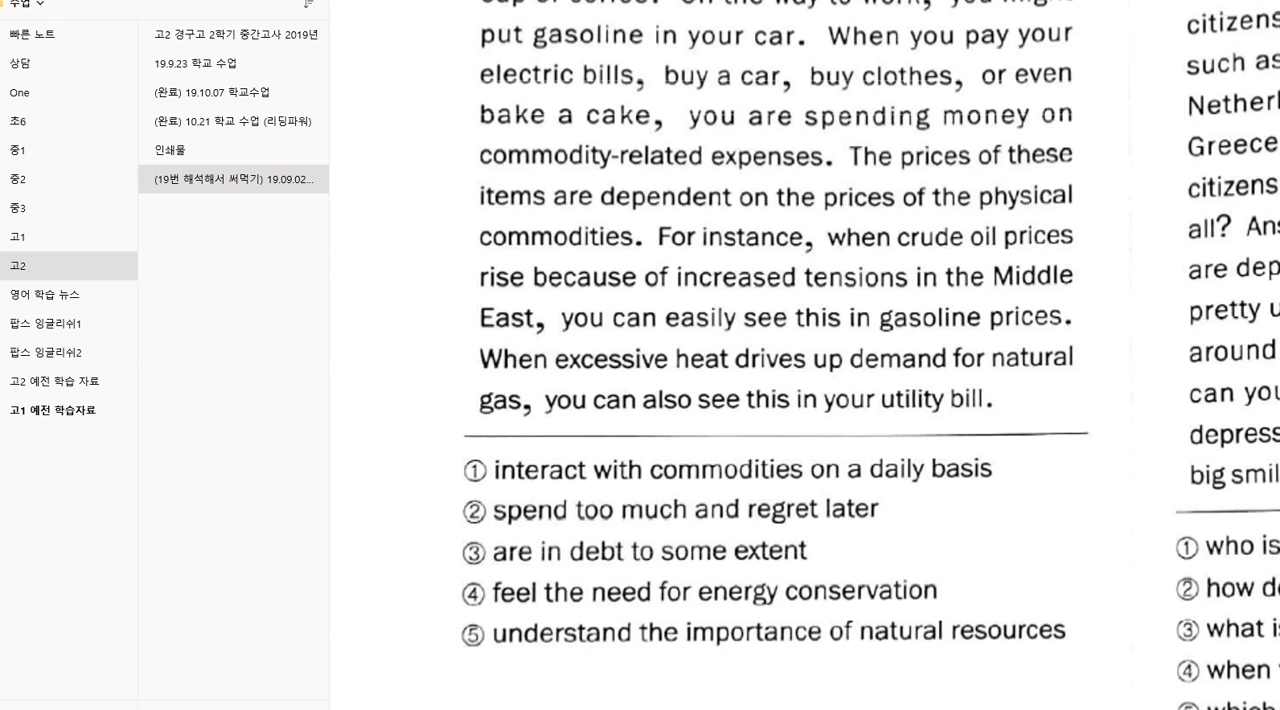 수업
빠른 노트
상담
One
초6
중1
중2
중3
고1
고2
영어 학습 뉴스
팝스 잉글리쉬1
팝스 잉글리쉬2
고2 예전 학습 자료
고1 예전 학습자료
고2 경구고 2학기 중간고사 2019년
19.9.23 학교 수업
(완료) 19.10.07 학교수업
(완료) 10.21 학교 수업 (리딩파워)
인쇄물
(19번 해석해서 써먹기) 19.09.02...
put gasoline in your car. When you pay your
electric bills, buy a car, buy clothes, or even
bake a cake, you are spending money on
commodity-related expenses. The prices of these
items are dependent on the prices of the physical
commodities. For instance, when crude oil prices
rise because of increased tensions in the Middle
East, you can easily see this in gasoline prices.
When excessive heat drives up demand for natural
gas, you can also see this in your utility bill.
① interact with commodities on a daily basis
② spend too much and regret later
③ are in debt to some extent
④ feel the need for energy conservation
⑤ understand the importance of natural resources
citizens
such as
Netherl
Greece
citizens
all? Ans
are dep
pretty u
around
can you
depress
big smil
① who is
② how d
③ what i
④ when